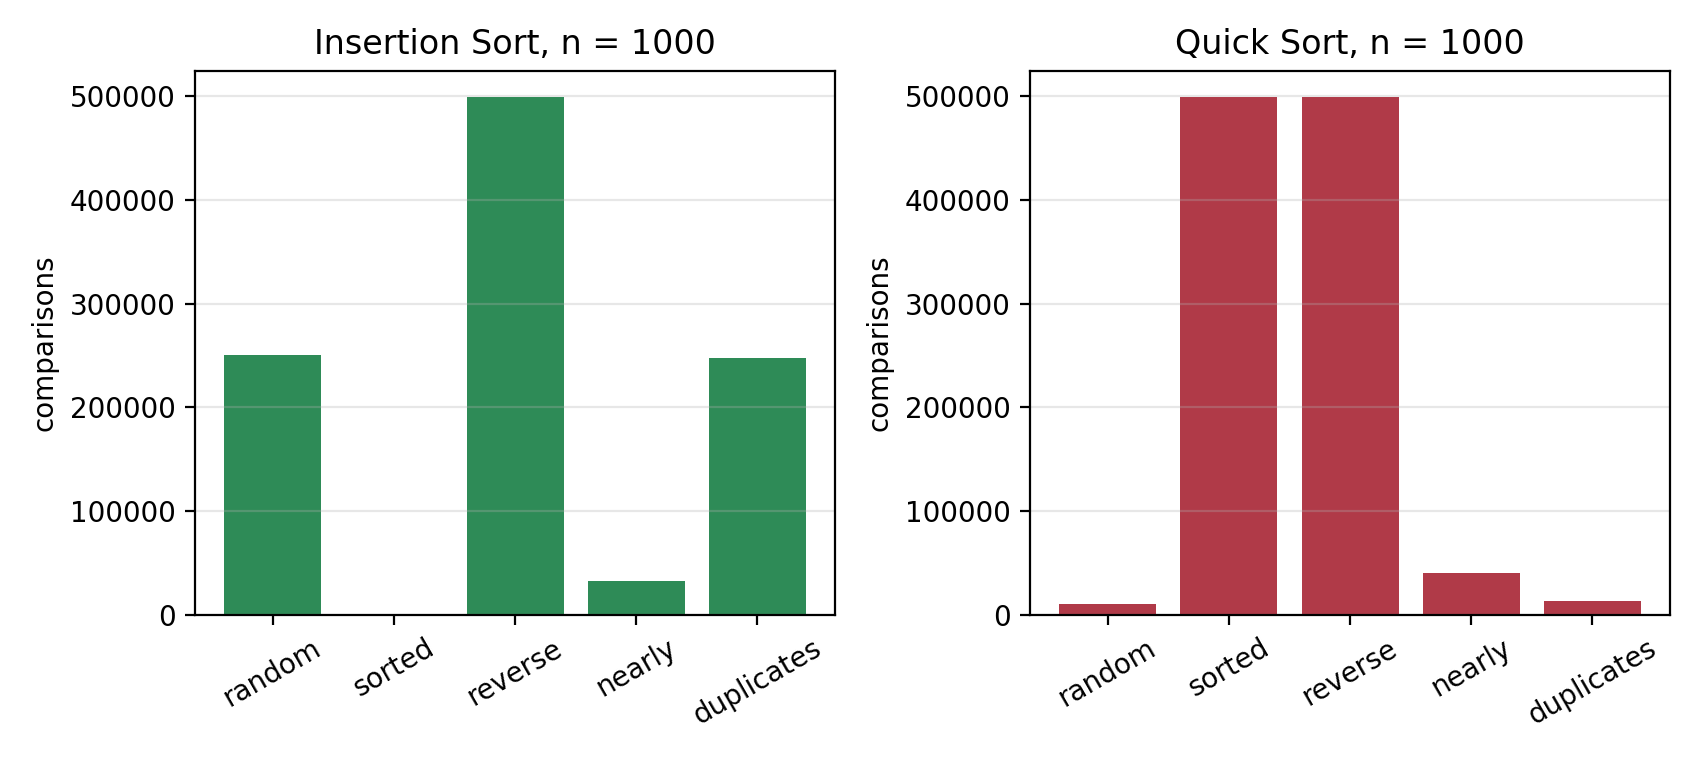 Insertion Sort, n = 1000
comparisons
500000
400000
300000
200000
100000
0
random
sorted
reverse
nearly
duplicates
Quick Sort, n = 1000
comparisons
500000
400000
300000
200000
100000
0
random
sorted
reverse
nearly
duplicates